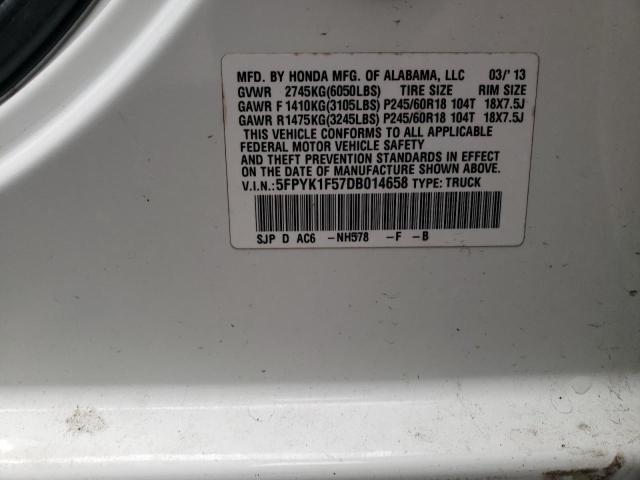 MFD. BY HONDA MFG. OF ALABAMA, LLC 03/'13
GVWR 2745KG(6050LBS) TIRE SIZE RIM SIZE
GAWR F 1410KG(3105LBS) P245/60R18 104T 18X7.5J
GAWR R 1475KG(3245LBS) P245/60R18 104T 18X7.5J
THIS VEHICLE CONFORMS TO ALL APPLICABLE
FEDERAL MOTOR VEHICLE SAFETY
AND THEFT PREVENTION STANDARDS IN EFFECT
ON THE DATE OF MANUFACTURE SHOWN ABOVE.
V.I.N.: 5FPYK1F57DB014658 TYPE: TRUCK
SJP D AC6 -NH578 -F -B